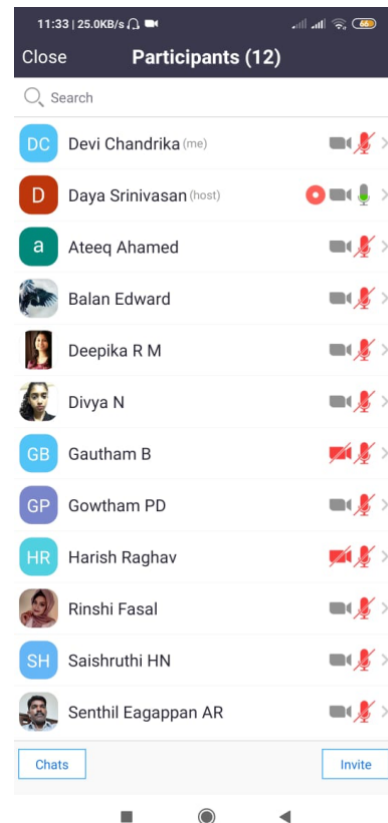 11:33 | 25.0KB/s 66
Close Participants (12)
Search
DC Devi Chandrika (me)
D Daya Srinivasan (host)
a Ateeq Ahamed
Balan Edward
Deepika R M
Divya N
GB Gautham B
GP Gowtham PD
HR Harish Raghav
Rinshi Fasal
SH Saishruthi HN
Senthil Eagappan AR
Chats Invite